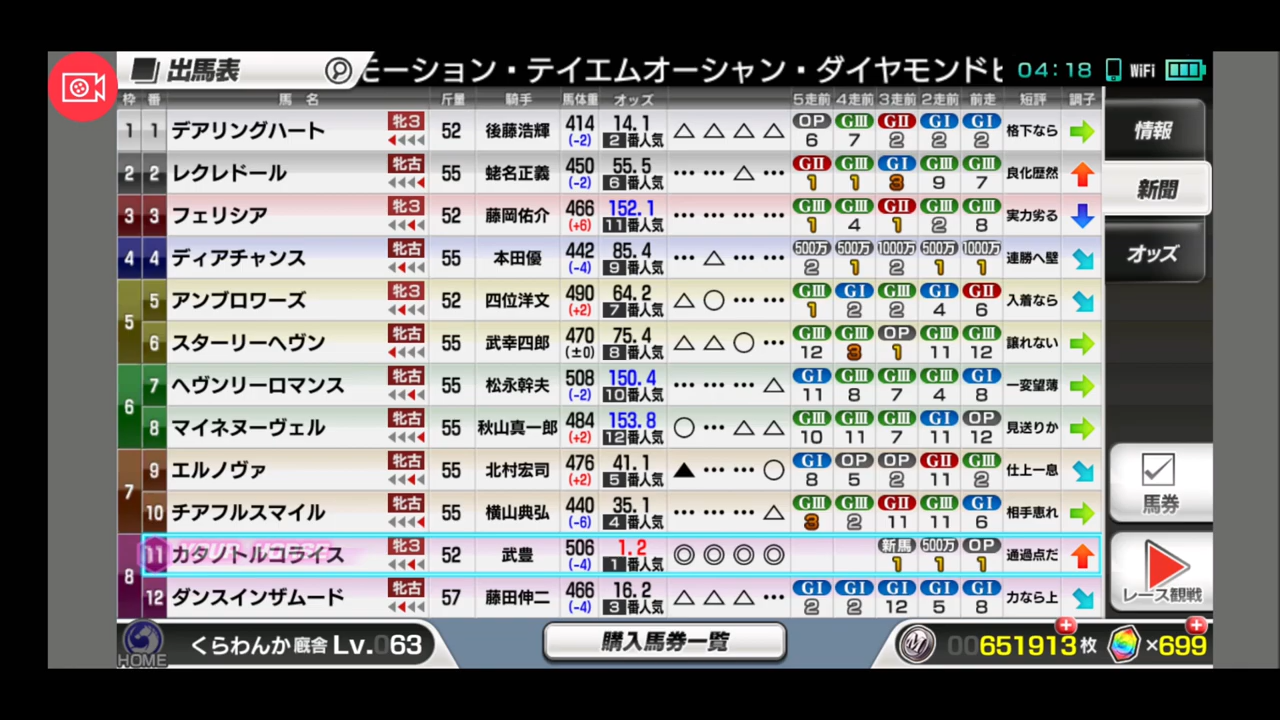 出馬表 モーション・テイエムオーシャン・ダイヤモンドビ 04:18 WiFi
枠 番 馬名 斤量 騎手 馬体重 オッズ 5走前 4走前 3走前 2走前 前走 短評 調子
1 1 デアリングハート 牝3 52 後藤浩輝 414 (-2) 14.1 2番人気 △ △ △ △ OP 6 GIII 7 GII 2 GI 2 GI 2 格下なら
2 2 レクレドール 牝古 55 蛯名正義 450 (-2) 55.5 6番人気 … … △ … GII 1 GIII 1 GI 3 GIII 9 GIII 7 良化歴然
3 3 フェリシア 牝3 52 藤岡佑介 466 (+6) 152.1 11番人気 … … … … GIII 1 GIII 4 GII 1 GIII 2 GIII 8 実力劣る
4 4 ディアチャンス 牝古 55 本田優 442 (-4) 85.4 9番人気 … △ … … 500万 2 500万 1 1000万 2 500万 1 1000万 1 連勝へ壁
5 5 アンブロワーズ 牝3 52 四位洋文 490 (+2) 64.2 7番人気 △ ○ … … GIII 1 GI 2 GIII 2 GI 4 GII 6 入着なら
6 スターリーヘヴン 牝古 55 武幸四郎 470 (±0) 75.4 8番人気 △ △ ○ … GIII 12 GIII 3 OP 1 GIII 11 GIII 12 譲れない
6 7 ヘヴンリーロマンス 牝古 55 松永幹夫 508 (-2) 150.4 10番人気 … … … △ GI 11 GIII 8 GIII 7 GIII 4 GI 8 一変望薄
8 マイネヌーヴェル 牝古 55 秋山真一郎 484 (+2) 153.8 12番人気 ○ … △ △ GIII 10 GIII 11 GIII 7 GI 11 OP 12 見送りか
7 9 エルノヴァ 牝古 55 北村宏司 476 (+2) 41.1 5番人気 ▲ … … ○ GI 8 OP 5 OP 2 GII 11 GIII 2 仕上一息
10 チアフルスマイル 牝古 55 横山典弘 440 (-6) 35.1 4番人気 … … … △ GIII 3 GIII 2 GII 11 GIII 11 GI 6 相手恵れ
8 11 カタノトルコライス 牝3 52 武豊 506 (-4) 1.2 1番人気 ◎ ◎ ◎ ◎ 新馬 1 500万 1 OP 1 通過点だ
12 ダンスインザムード 牝古 57 藤田伸二 466 (-4) 16.2 3番人気 △ △ △ … GI 2 GI 2 GI 12 GI 5 GI 8 力なら上
情報
新聞
オッズ
馬券
レース観戦
HOME くらわんか厩舎 Lv.063 購入馬券一覧 00651913枚 ×699